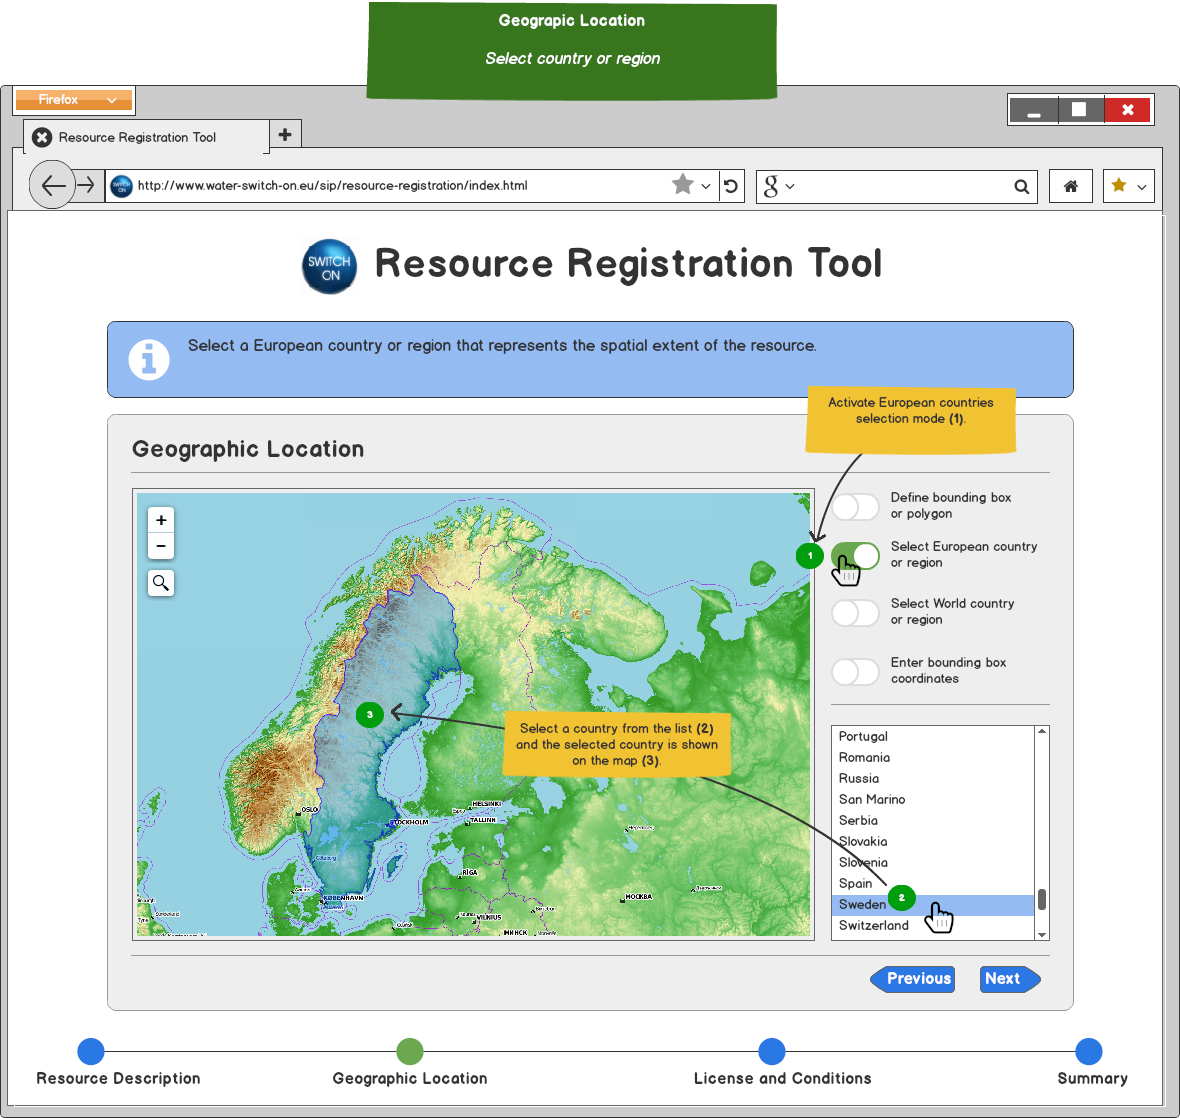 Geograpic Location
Select country or region
Firefox
Resource Registration Tool
http://www.water-switch-on.eu/sip/resource-registration/index.html
g
SWITCH
ON
Resource Registration Tool
Select a European country or region that represents the spatial extent of the resource.
Activate European countries
selection mode (1).
Geographic Location
Define bounding box
or polygon
1
Select European country
or region
Select World country
or region
Enter bounding box
coordinates
3
Select a country from the list (2)
and the selected country is shown
on the map (3).
OSLO
HELSINKI
STOCKHOLM
TALLINN
Göteborg
RĪGA
KØBENHAVN
МОСКВА
VILNIUS
МІНСК
Gdańsk
Portugal
Romania
Russia
San Marino
Serbia
Slovakia
Slovenia
Spain
Sweden
2
Switzerland
Previous
Next
Resource Description
Geographic Location
License and Conditions
Summary